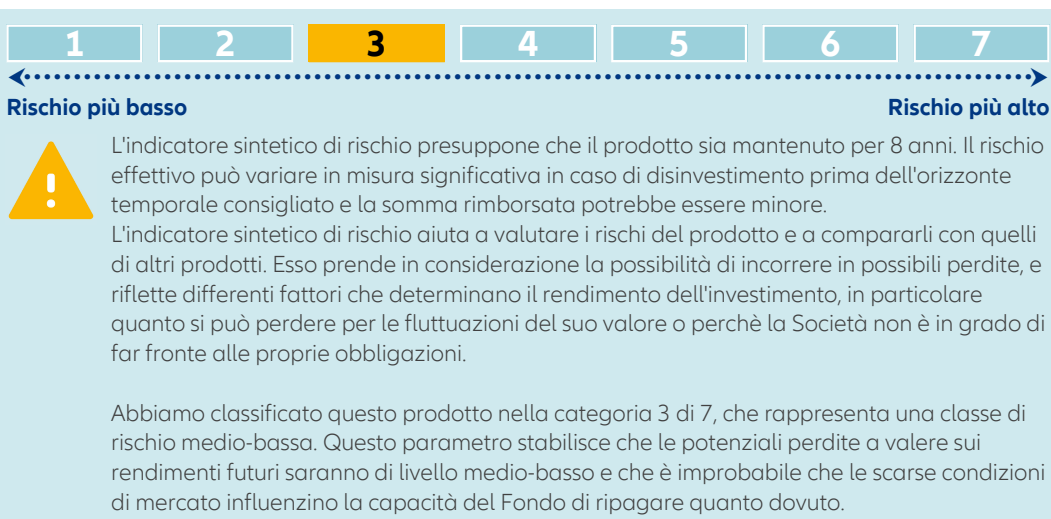 1 2 3 4 5 6 7
Rischio più basso Rischio più alto
L'indicatore sintetico di rischio presuppone che il prodotto sia mantenuto per 8 anni. Il rischio
effettivo può variare in misura significativa in caso di disinvestimento prima dell'orizzonte
temporale consigliato e la somma rimborsata potrebbe essere minore.
L'indicatore sintetico di rischio aiuta a valutare i rischi del prodotto e a compararli con quelli
di altri prodotti. Esso prende in considerazione la possibilità di incorrere in possibili perdite, e
riflette differenti fattori che determinano il rendimento dell'investimento, in particolare
quanto si può perdere per le fluttuazioni del suo valore o perchè la Società non è in grado di
far fronte alle proprie obbligazioni.
Abbiamo classificato questo prodotto nella categoria 3 di 7, che rappresenta una classe di
rischio medio-bassa. Questo parametro stabilisce che le potenziali perdite a valere sui
rendimenti futuri saranno di livello medio-basso e che è improbabile che le scarse condizioni
di mercato influenzino la capacità del Fondo di ripagare quanto dovuto.